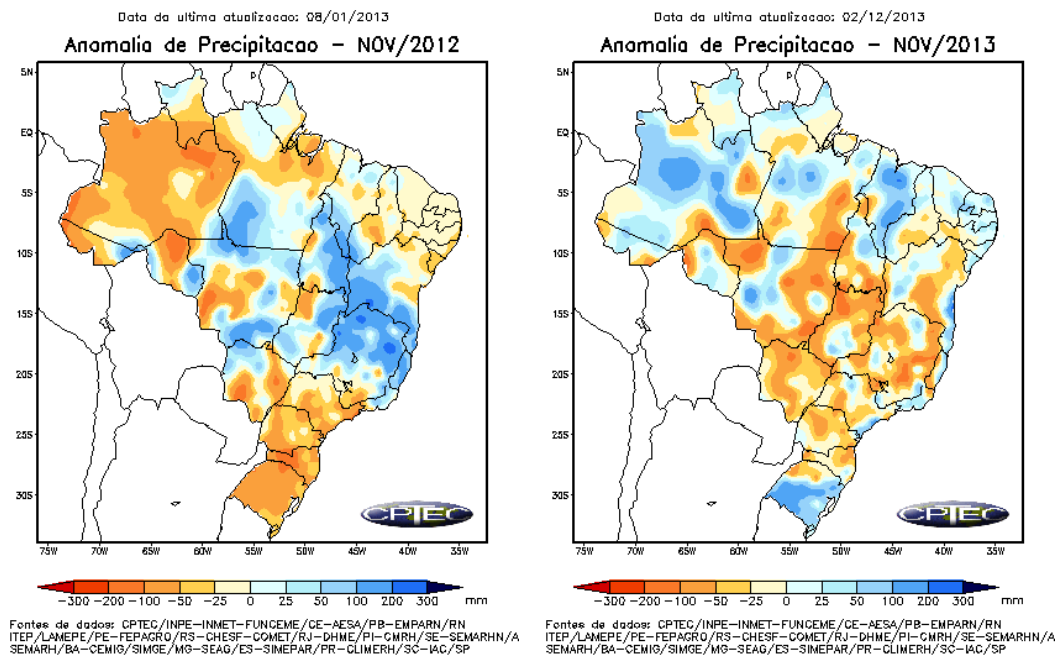 Data da ultima atualizacao: 08/01/2013
Anomalia de Precipitacao - NOV/2012
5N
EQ
5S
10S
15S
20S
25S
30S
75W 70W 65W 60W 55W 50W 45W 40W 35W
CPTEC
-300 -200 -100 -50 -25 0 25 50 100 200 300 mm
Fontes de dados: CPTEC/INPE-INMET-FUNCEME/CE-AESA/PB-EMPARN/RN
ITEP/LAMEPE/PE-FEPAGRO/RS-CHESF-COMET/RJ-DHME/PI-CMRH/SE-SEMARHN/A
SEMARH/BA-CEMIG/SIMGE/MG-SEAG/ES-SIMEPAR/PR-CLIMERH/SC-IAC/SP
Data da ultima atualizacao: 02/12/2013
Anomalia de Precipitacao - NOV/2013
5N
EQ
5S
10S
15S
20S
25S
30S
75W 70W 65W 60W 55W 50W 45W 40W 35W
CPTEC
-300 -200 -100 -50 -25 0 25 50 100 200 300 mm
Fontes de dados: CPTEC/INPE-INMET-FUNCEME/CE-AESA/PB-EMPARN/RN
ITEP/LAMEPE/PE-FEPAGRO/RS-CHESF-COMET/RJ-DHME/PI-CMRH/SE-SEMARHN/A
SEMARH/BA-CEMIG/SIMGE/MG-SEAG/ES-SIMEPAR/PR-CLIMERH/SC-IAC/SP